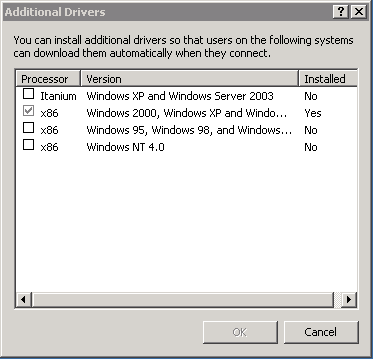 Additional Drivers
You can install additional drivers so that users on the following systems
can download them automatically when they connect.
Processor Version Installed
Itanium Windows XP and Windows Server 2003 No
x86 Windows 2000, Windows XP and Windo... Yes
x86 Windows 95, Windows 98, and Windows... No
x86 Windows NT 4.0 No
OK Cancel